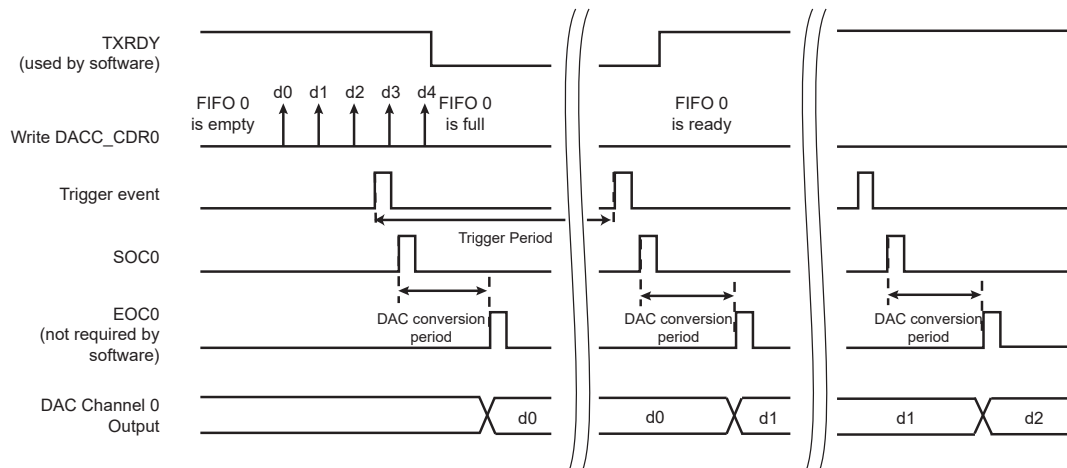 TXRDY
(used by software)
FIFO 0
is empty
d0 d1 d2 d3 d4
FIFO 0
is full
FIFO 0
is ready
Write DACC_CDR0
Trigger event
Trigger Period
SOC0
DAC conversion
period
DAC conversion
period
DAC conversion
period
EOC0
(not required by
software)
DAC Channel 0
Output
d0 d0 d1 d1 d2